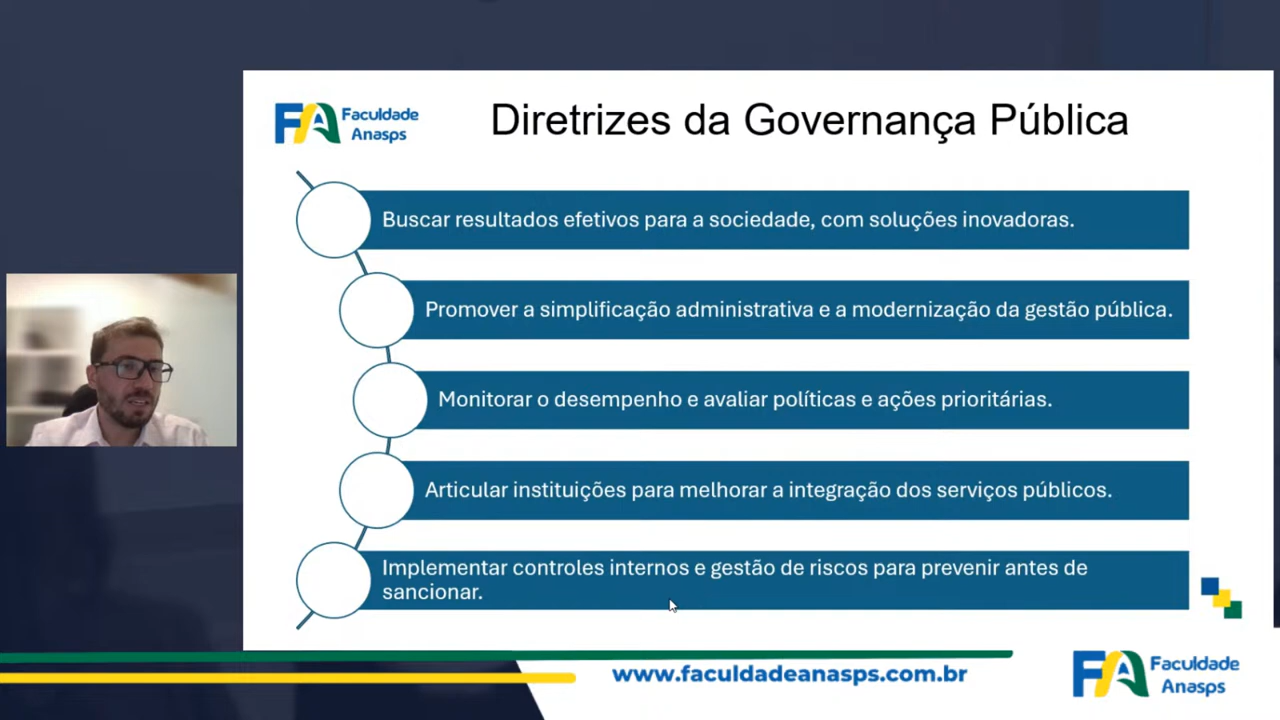 FA Faculdade
Anasps
Diretrizes da Governança Pública
Buscar resultados efetivos para a sociedade, com soluções inovadoras.
Promover a simplificação administrativa e a modernização da gestão pública.
Monitorar o desempenho e avaliar políticas e ações prioritárias.
Articular instituições para melhorar a integração dos serviços públicos.
Implementar controles internos e gestão de riscos para prevenir antes de
sancionar.
www.faculdadeanasps.com.br
FA Faculdade
Anasps